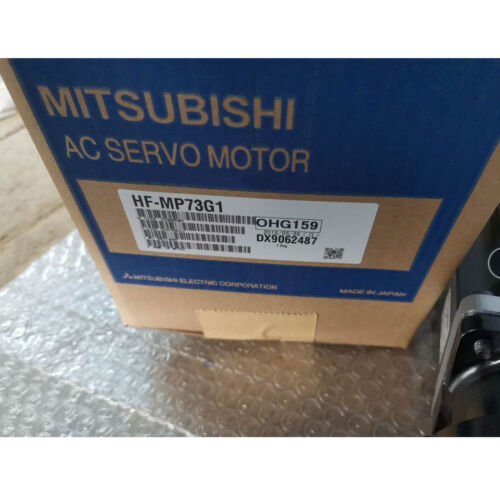 MITSUBISHI
AC SERVO MOTOR
HF-MP73G1
OHG159
DX9062487
MITSUBISHI ELECTRIC CORPORATION
MADE IN JAPAN